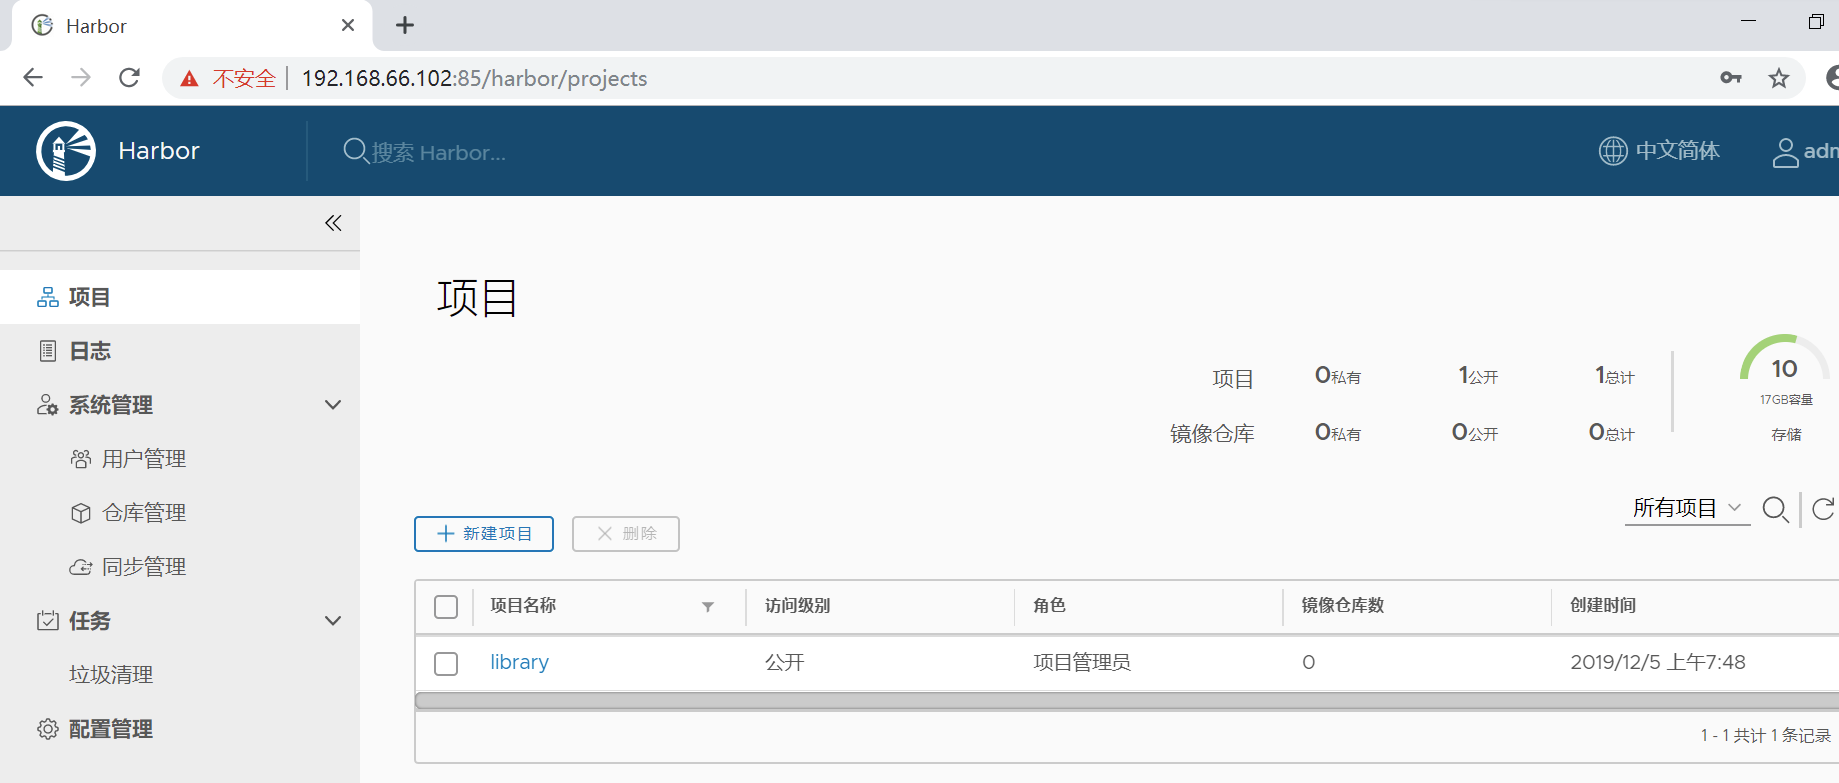 Harbor
不安全 192.168.66.102:85/harbor/projects
Harbor
搜索 Harbor...
中文简体
adm
项目
日志
系统管理
用户管理
仓库管理
同步管理
任务
垃圾清理
配置管理
项目
项目 0私有 1公开 1总计
镜像仓库 0私有 0公开 0总计
10
17GB容量
存储
所有项目
新建项目
删除
项目名称 访问级别 角色 镜像仓库数 创建时间
library 公开 项目管理员 0 2019/12/5 上午7:48
1 - 1 共计 1 条记录